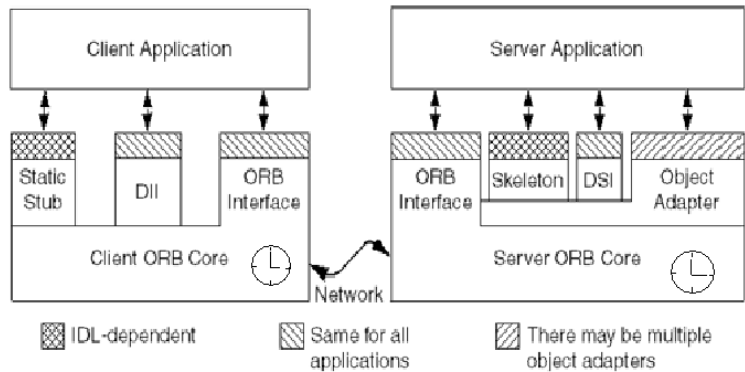 Client Application
Server Application
Static
Stub
DII
ORB
Interface
ORB
Interface
Skeleton
DSI
Object
Adapter
Client ORB Core
Network
Server ORB Core
IDL-dependent
Same for all
applications
There may be multiple
object adapters